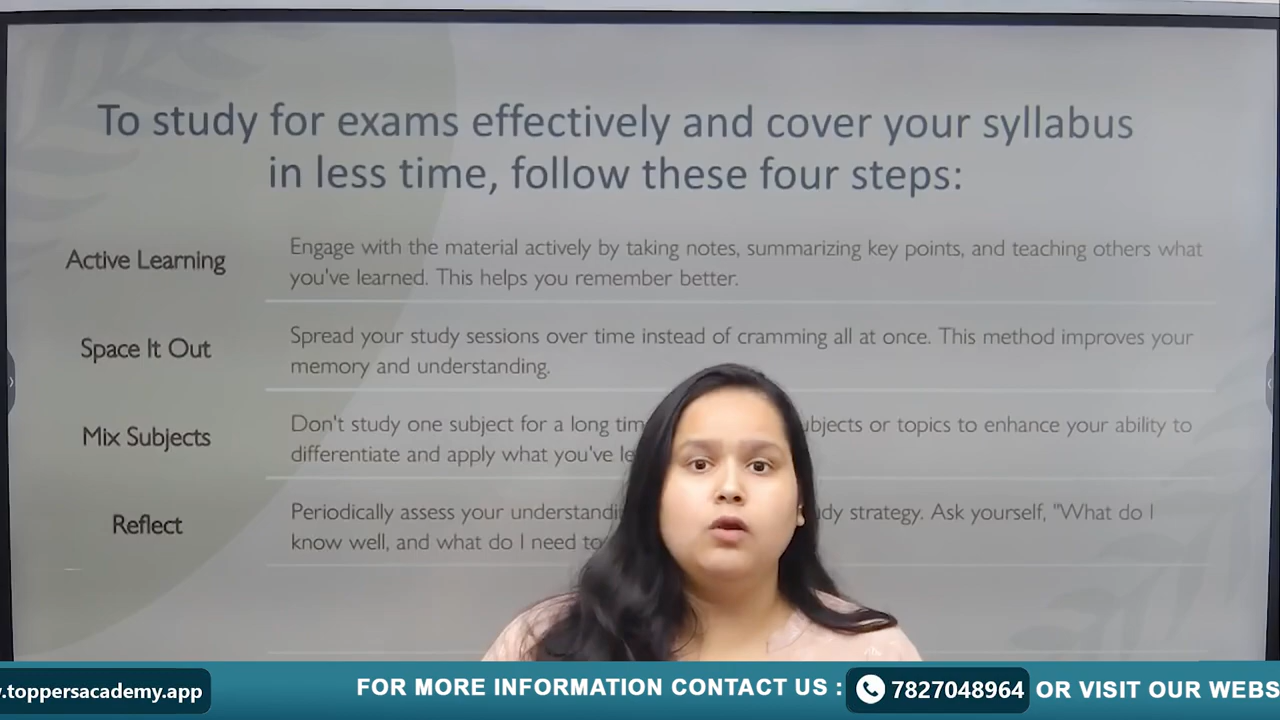 To study for exams effectively and cover your syllabus
in less time, follow these four steps:
Active Learning
Engage with the material actively by taking notes, summarizing key points, and teaching others what
you've learned. This helps you remember better.
Space It Out
Spread your study sessions over time instead of cramming all at once. This method improves your
memory and understanding.
Mix Subjects
Don't study one subject for a long subjects or topics to enhance your ability to
differentiate and apply what you've
Reflect
Periodically assess your strategy. Ask yourself, "What do I
know well, and what do I need to
.toppersacademy.app
FOR MORE INFORMATION CONTACT US : 7827048964 OR VISIT OUR WEBS